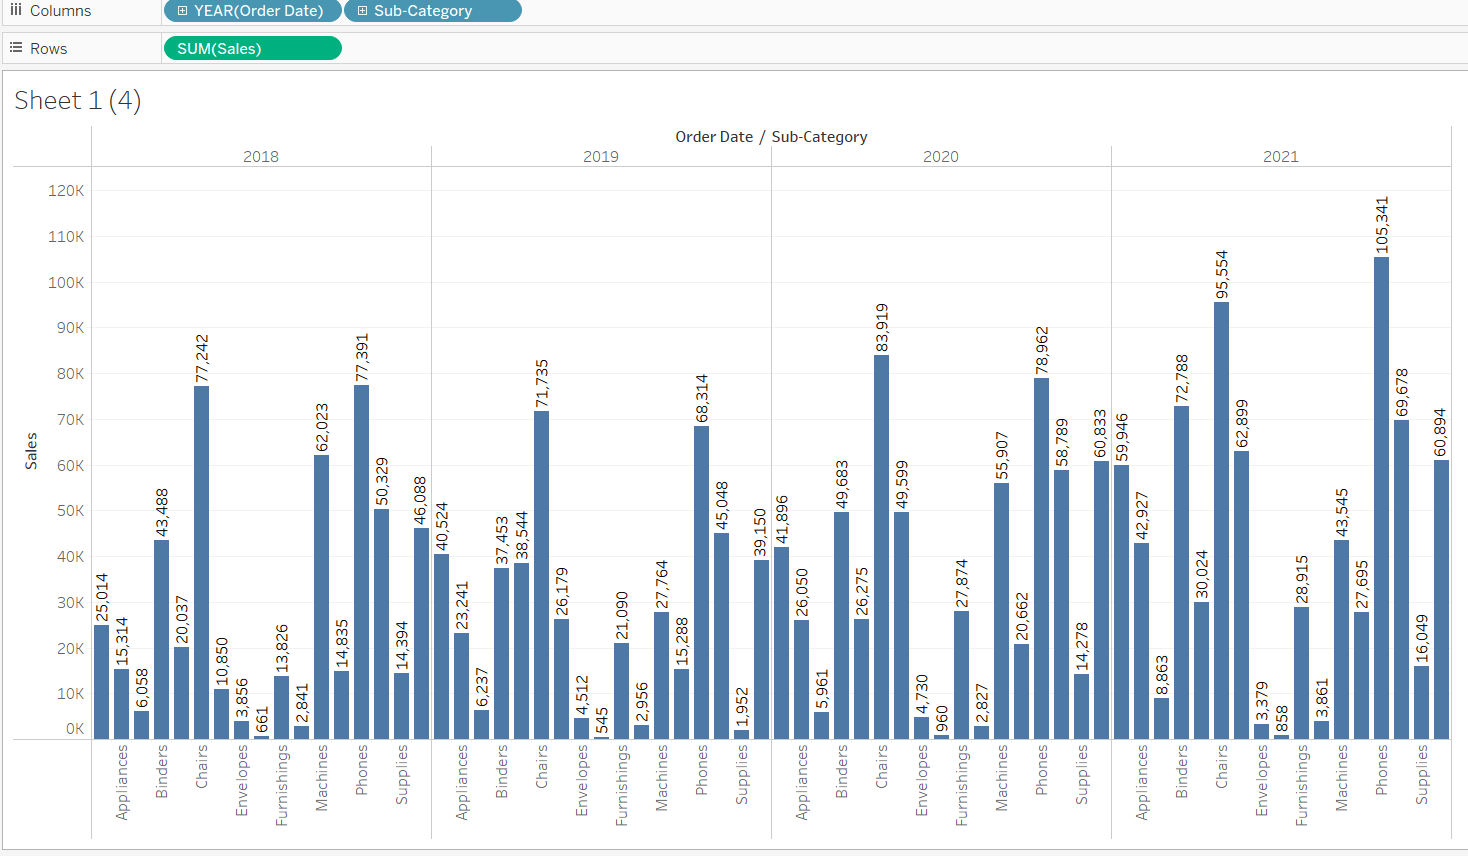 Columns
YEAR(Order Date)
Sub-Category
Rows
SUM(Sales)
Sheet 1 (4)
Order Date / Sub-Category
2018
2019
2020
2021
Sales
120K
110K
100K
90K
80K
70K
60K
50K
40K
30K
20K
10K
0K
25,014
15,314
6,058
43,488
20,037
77,242
10,850
3,856
661
13,826
2,841
62,023
14,835
77,391
50,329
14,394
46,088
40,524
23,241
6,237
37,453
38,544
71,735
26,179
4,512
545
21,090
2,956
27,764
15,288
68,314
45,048
1,952
39,150
41,896
26,050
5,961
49,683
26,275
83,919
49,599
4,730
960
27,874
2,827
55,907
20,662
78,962
58,789
14,278
60,833
59,946
42,927
8,863
72,788
30,024
95,554
62,899
3,379
858
28,915
3,861
43,545
27,695
105,341
69,678
16,049
60,894
Appliances
Binders
Chairs
Envelopes
Furnishings
Machines
Phones
Supplies
Appliances
Binders
Chairs
Envelopes
Furnishings
Machines
Phones
Supplies
Appliances
Binders
Chairs
Envelopes
Furnishings
Machines
Phones
Supplies
Appliances
Binders
Chairs
Envelopes
Furnishings
Machines
Phones
Supplies